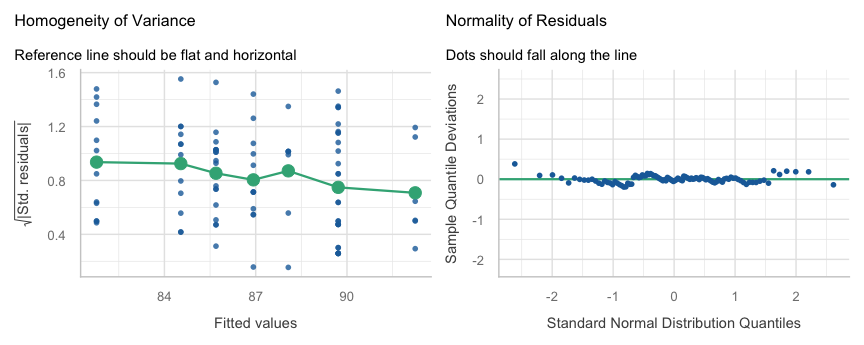 Homogeneity of Variance
Reference line should be flat and horizontal
√|Std. residuals|
1.6
1.2
0.8
0.4
84
87
90
Fitted values
Normality of Residuals
Dots should fall along the line
Sample Quantile Deviations
2
1
0
-1
-2
-2
-1
0
1
2
Standard Normal Distribution Quantiles